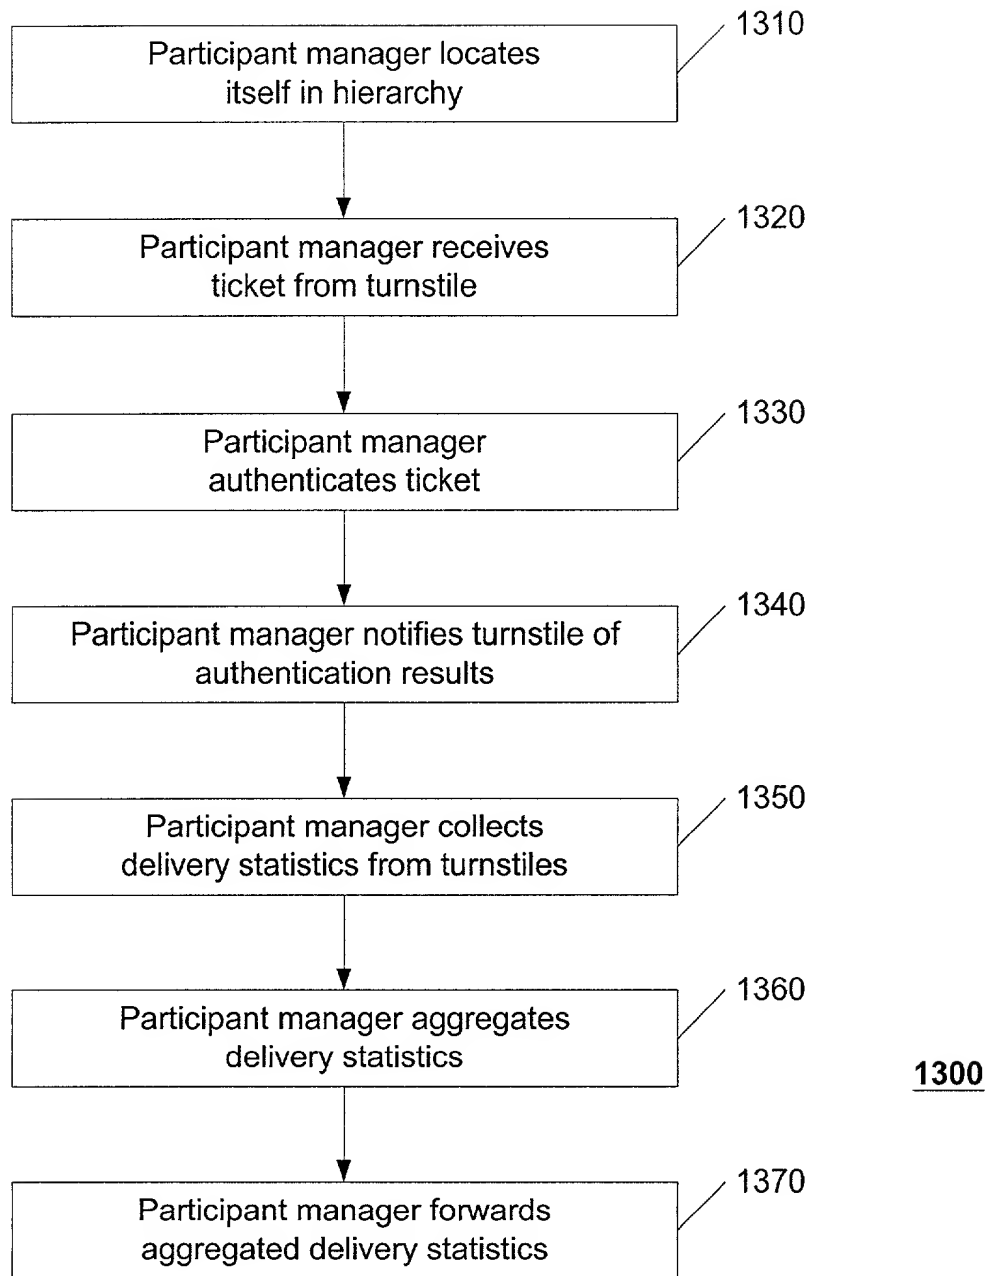 1310
Participant manager locates
itself in hierarchy
1320
Participant manager receives
ticket from turnstile
1330
Participant manager
authenticates ticket
1340
Participant manager notifies turnstile of
authentication results
1350
Participant manager collects
delivery statistics from turnstiles
1360
Participant manager aggregates
delivery statistics
1300
1370
Participant manager forwards
aggregated delivery statistics